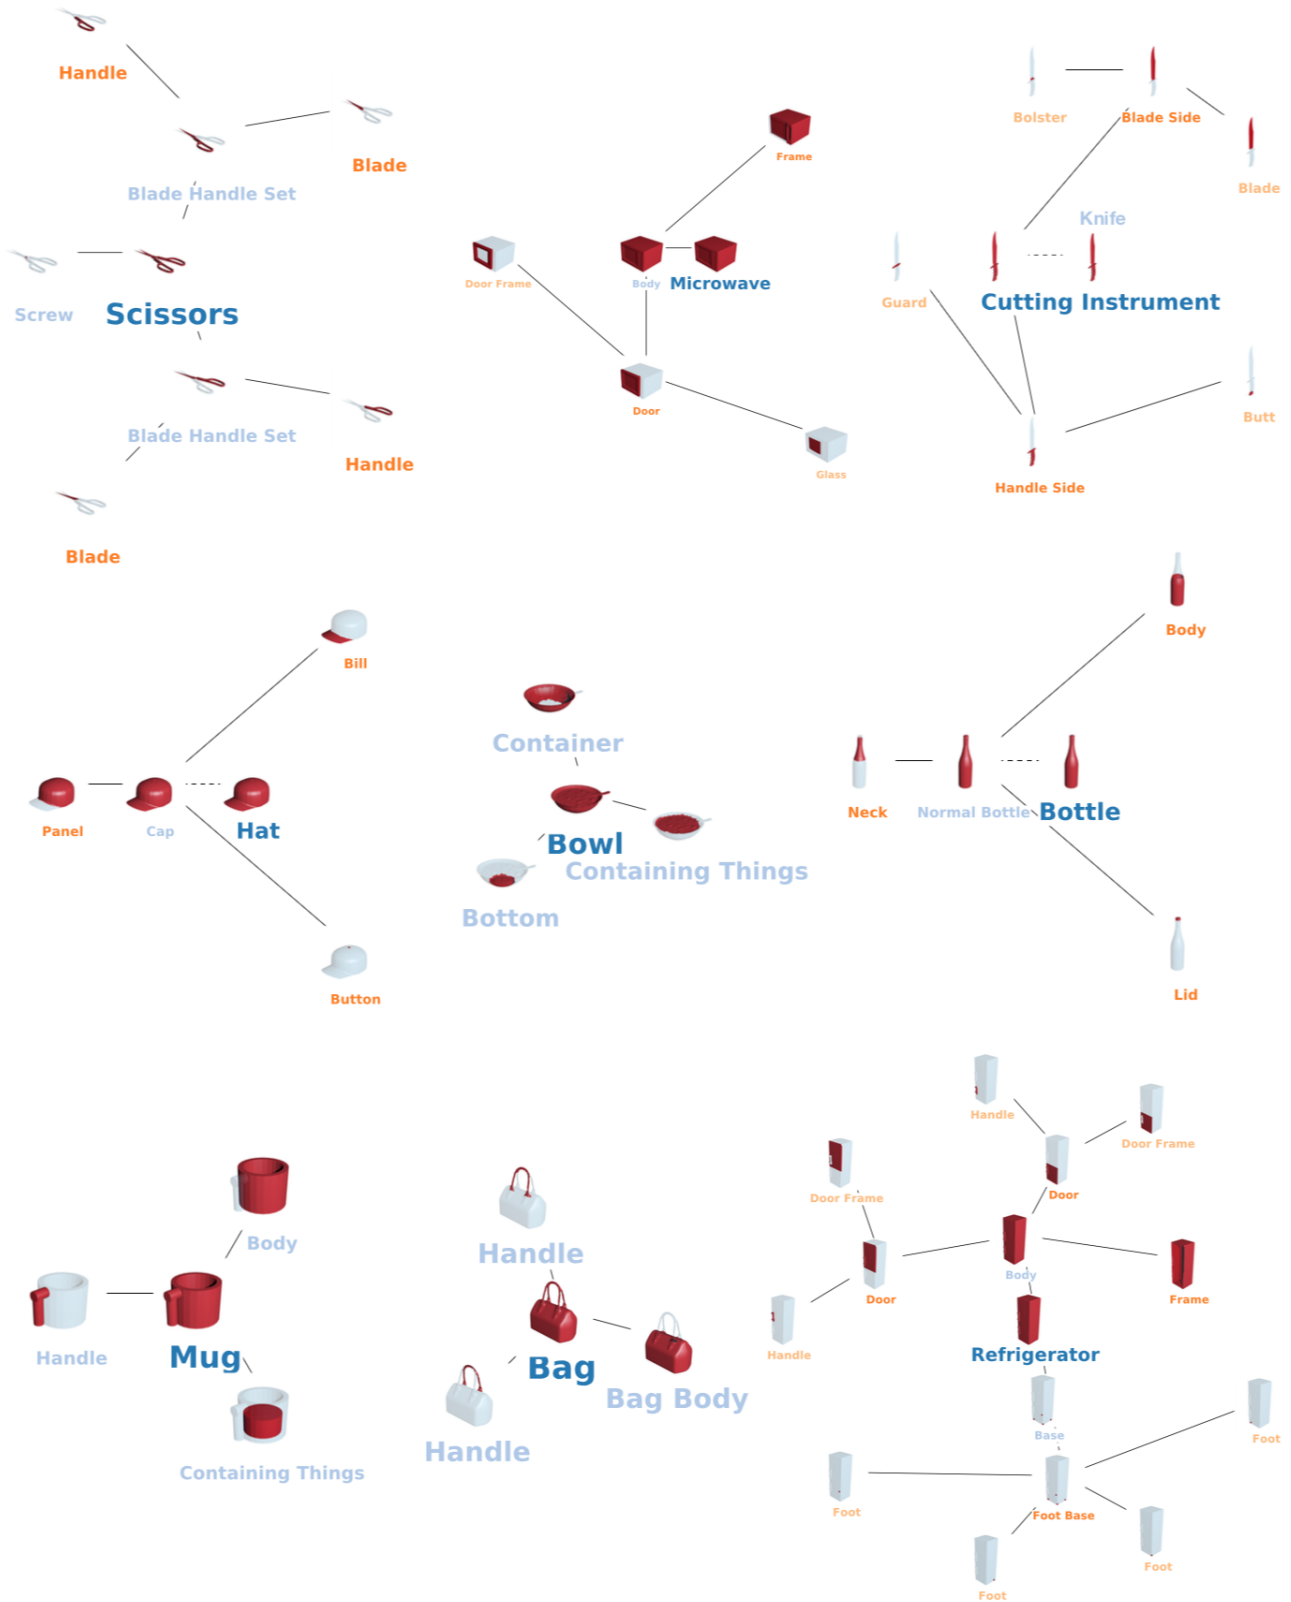 Handle
Blade
Blade Handle Set
Screw
Scissors
Blade Handle Set
Handle
Blade
Frame
Door Frame
Body
Microwave
Door
Glass
Bolster
Blade Side
Blade
Knife
Guard
Cutting Instrument
Butt
Handle Side
Bill
Panel
Cap
Hat
Button
Container
Bowl
Containing Things
Bottom
Body
Neck
Normal Bottle
Bottle
Lid
Body
Handle
Mug
Containing Things
Handle
Bag
Bag Body
Handle
Handle
Door Frame
Door Frame
Door
Body
Door
Frame
Handle
Refrigerator
Base
Foot
Foot
Foot Base
Foot
Foot